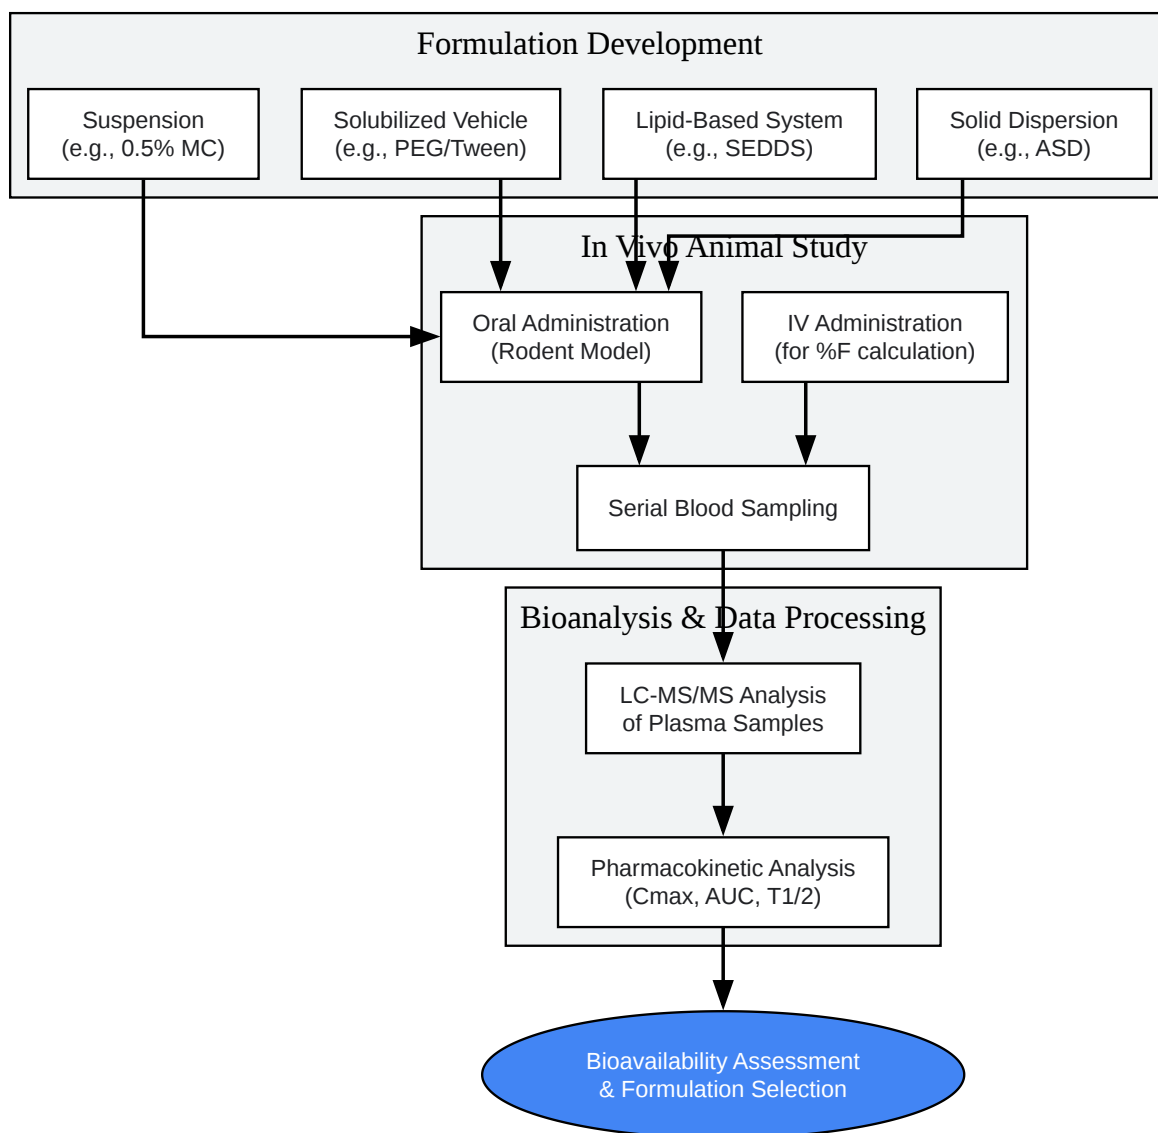 Formulation Development
Suspension
(e.g., 0.5% MC)
Solubilized Vehicle
(e.g., PEG/Tween)
Lipid-Based System
(e.g., SEDDS)
Solid Dispersion
(e.g., ASD)
In Vivo Animal Study
Oral Administration
(Rodent Model)
IV Administration
(for %F calculation)
Serial Blood Sampling
Bioanalysis & Data Processing
LC-MS/MS Analysis
of Plasma Samples
Pharmacokinetic Analysis
(Cmax, AUC, T1/2)
Bioavailability Assessment
& Formulation Selection